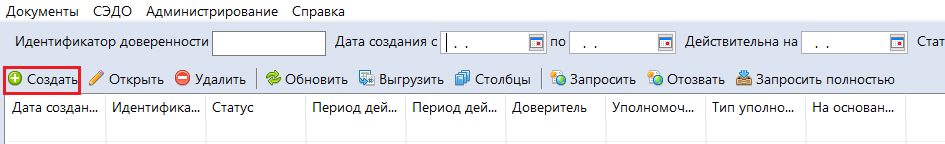 Документы СЭДО Администрирование Справка
Идентификатор доверенности Дата создания с . . по . . Действительна на . . Стат
Создать Открыть Удалить Обновить Выгрузить Столбцы Запросить Отозвать Запросить полностью
Дата создан... Идентифика... Статус Период дей... Период дей... Доверитель Уполномоч... Тип уполно... На основан...